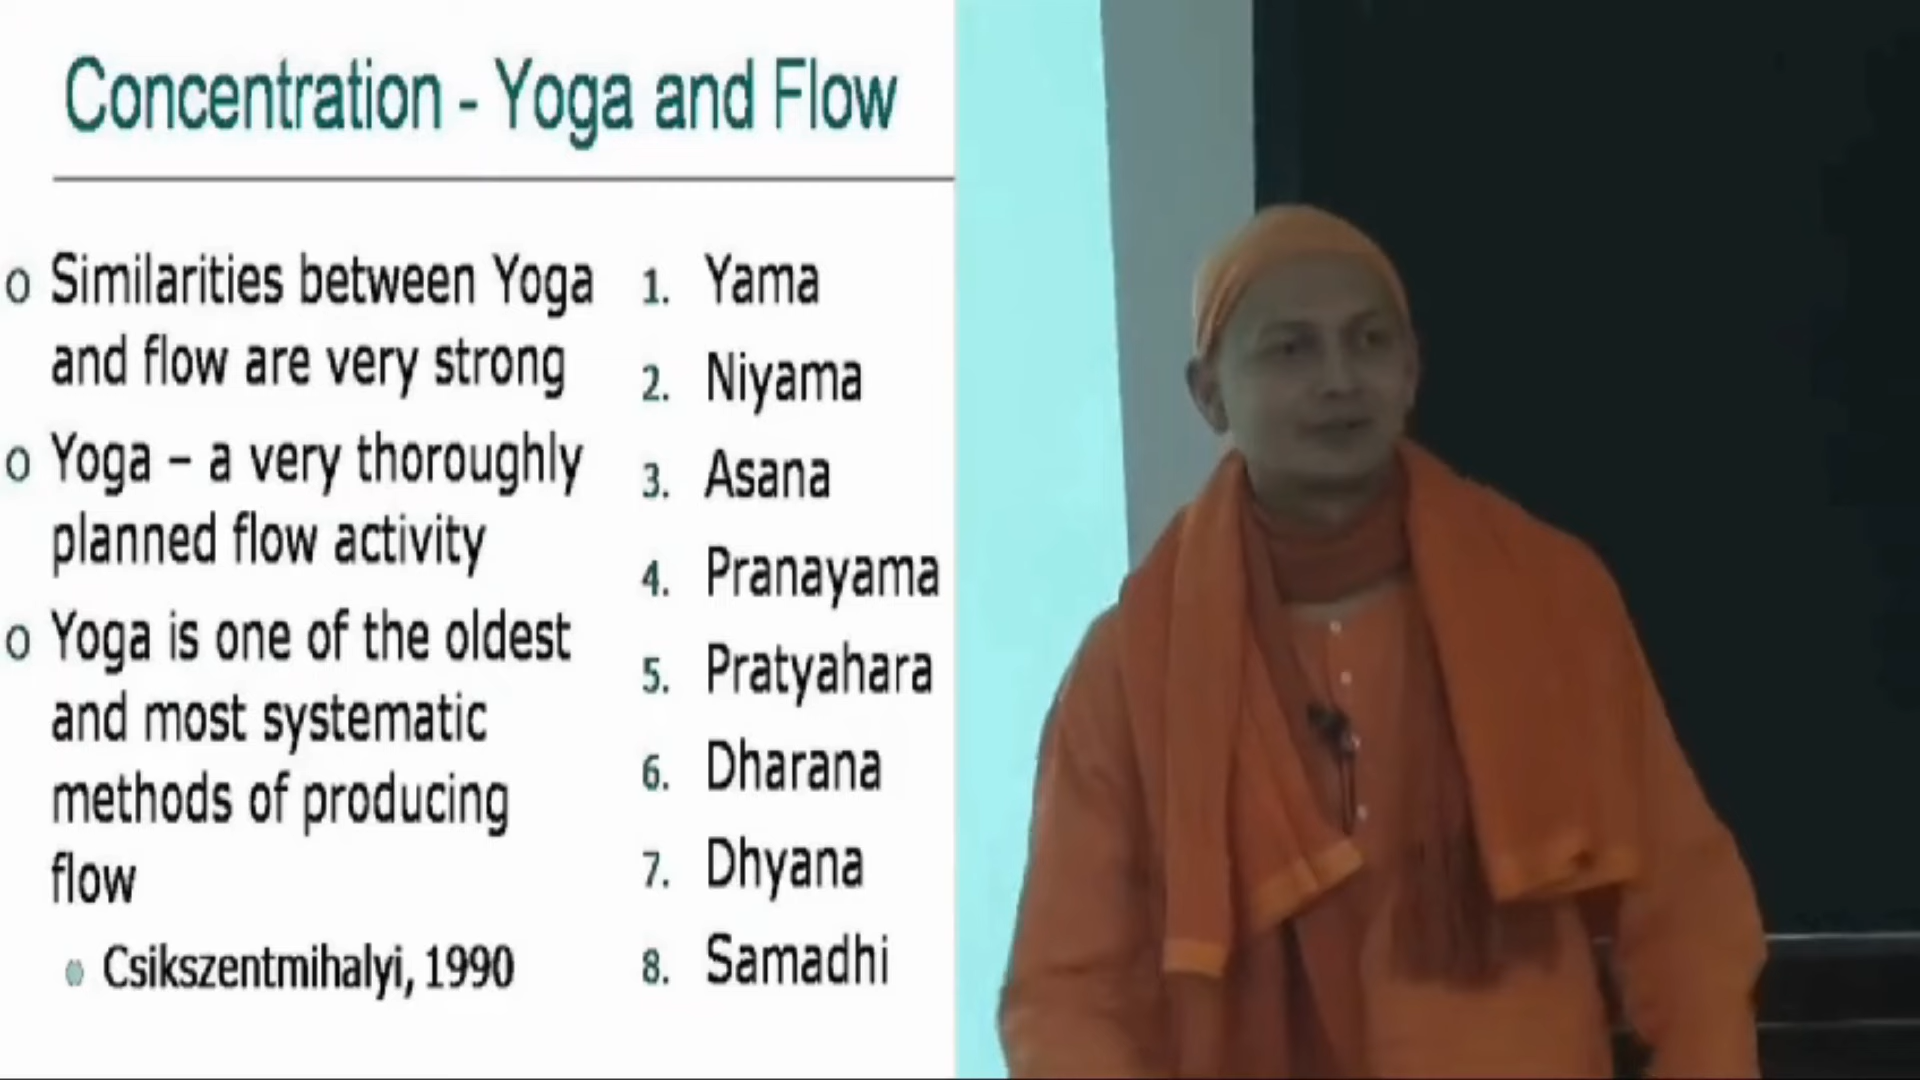 Concentration - Yoga and Flow
o Similarities between Yoga
and flow are very strong
o Yoga – a very thoroughly
planned flow activity
o Yoga is one of the oldest
and most systematic
methods of producing
flow
Csikszentmihalyi, 1990
1. Yama
2. Niyama
3. Asana
4. Pranayama
5. Pratyahara
6. Dharana
7. Dhyana
8. Samadhi